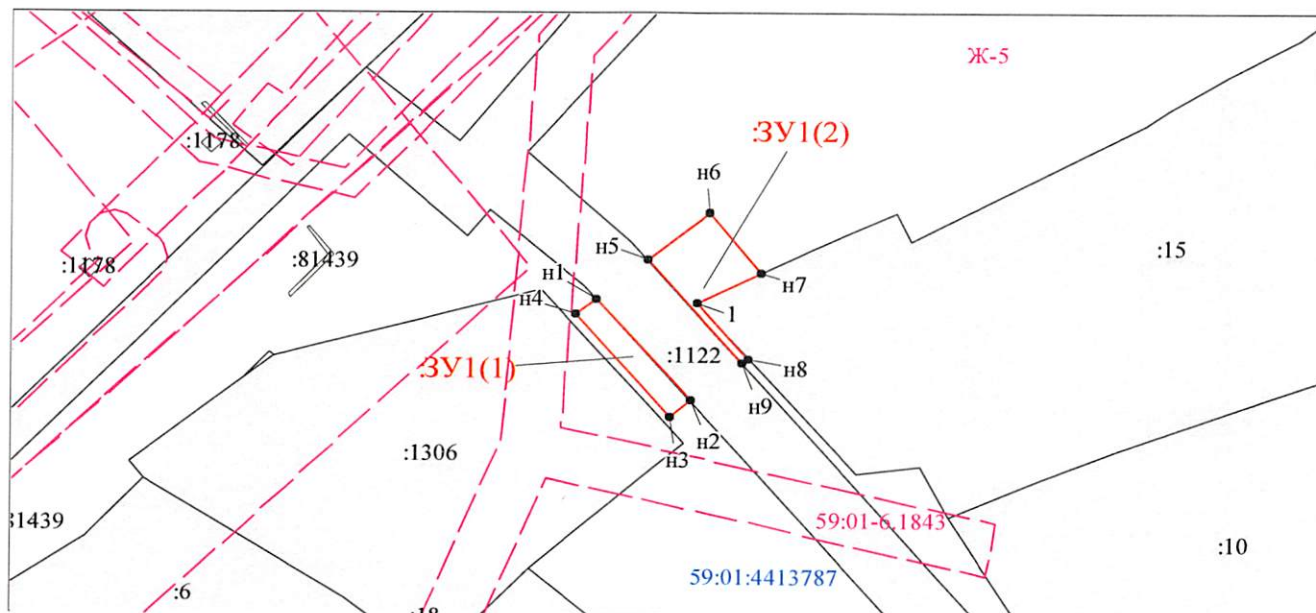 Ж-5
:1178
:ЗУ1(2)
н6
:81439
н5
:15
:1178
н7
н1
н4
1
:ЗУ1(1)
:1122
н8
н9
н2
:1306
н3
81439
59:01-6.1843
:10
59:01:4413787
:6
:18